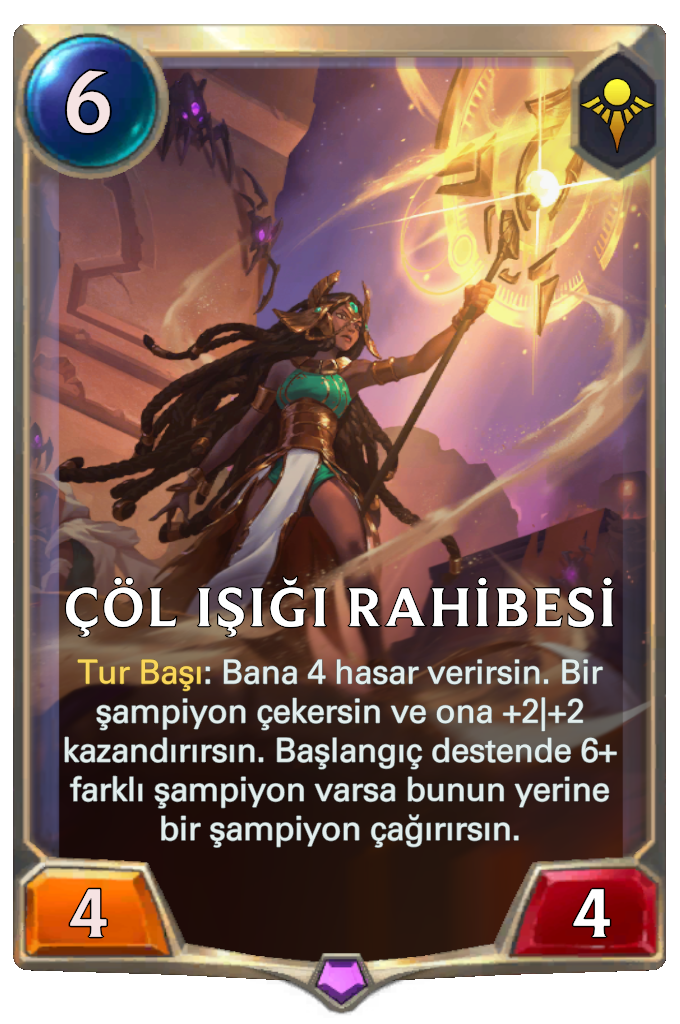 6
ÇÖL IŞIĞI RAHİBESİ
Tur Başı: Bana 4 hasar verirsin. Bir
şampiyon çekersin ve ona +2|+2
kazandırırsın. Başlangıç destende 6+
farklı şampiyon varsa bunun yerine
bir şampiyon çağırırsın.
4
4